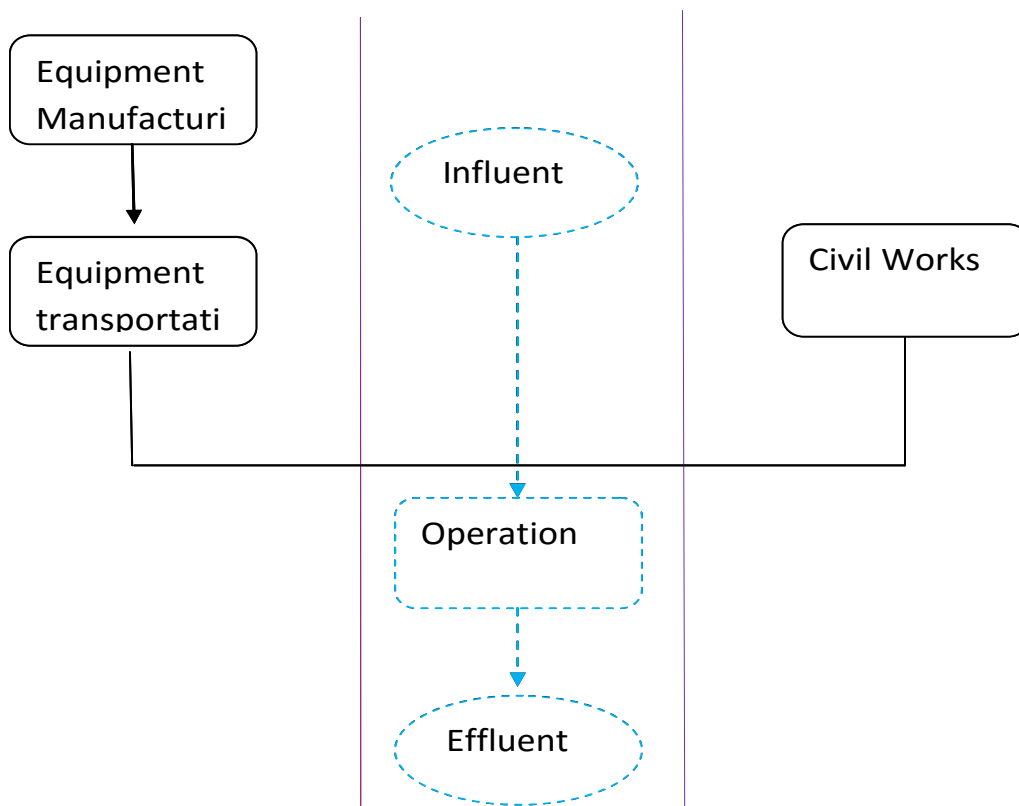 Equipment
Manufacturi
Influent
Equipment
transportati
Civil Works
Operation
Effluent